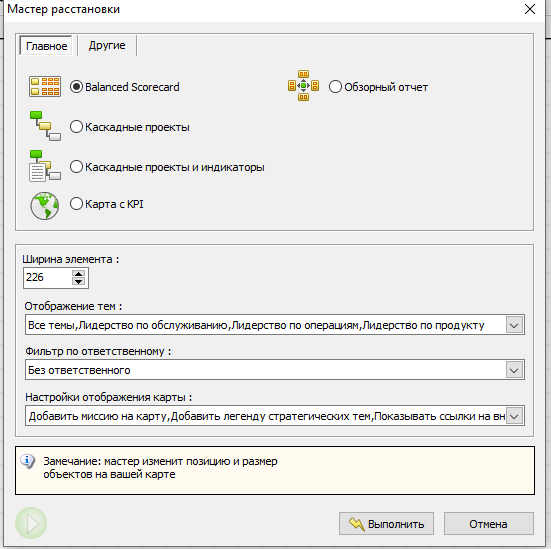 Мастер расстановки
Главное
Другие
Balanced Scorecard
Обзорный отчет
Каскадные проекты
Каскадные проекты и индикаторы
Карта с KPI
Ширина элемента :
226
Отображение тем :
Все темы,Лидерство по обслуживанию,Лидерство по операциям,Лидерство по продукту
Фильтр по ответственному :
Без ответственного
Настройки отображения карты :
Добавить миссию на карту,Добавить легенду стратегических тем,Показывать ссылки на вн
Замечание: мастер изменит позицию и размер
объектов на вашей карте
Выполнить
Отмена